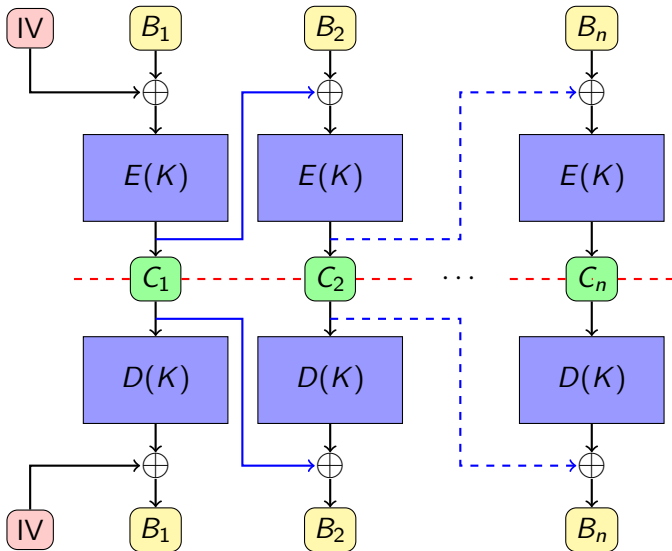 IV B₁ B₂ Bₙ
E(K) E(K) E(K)
C₁ C₂ ··· Cₙ
D(K) D(K) D(K)
IV B₁ B₂ Bₙ